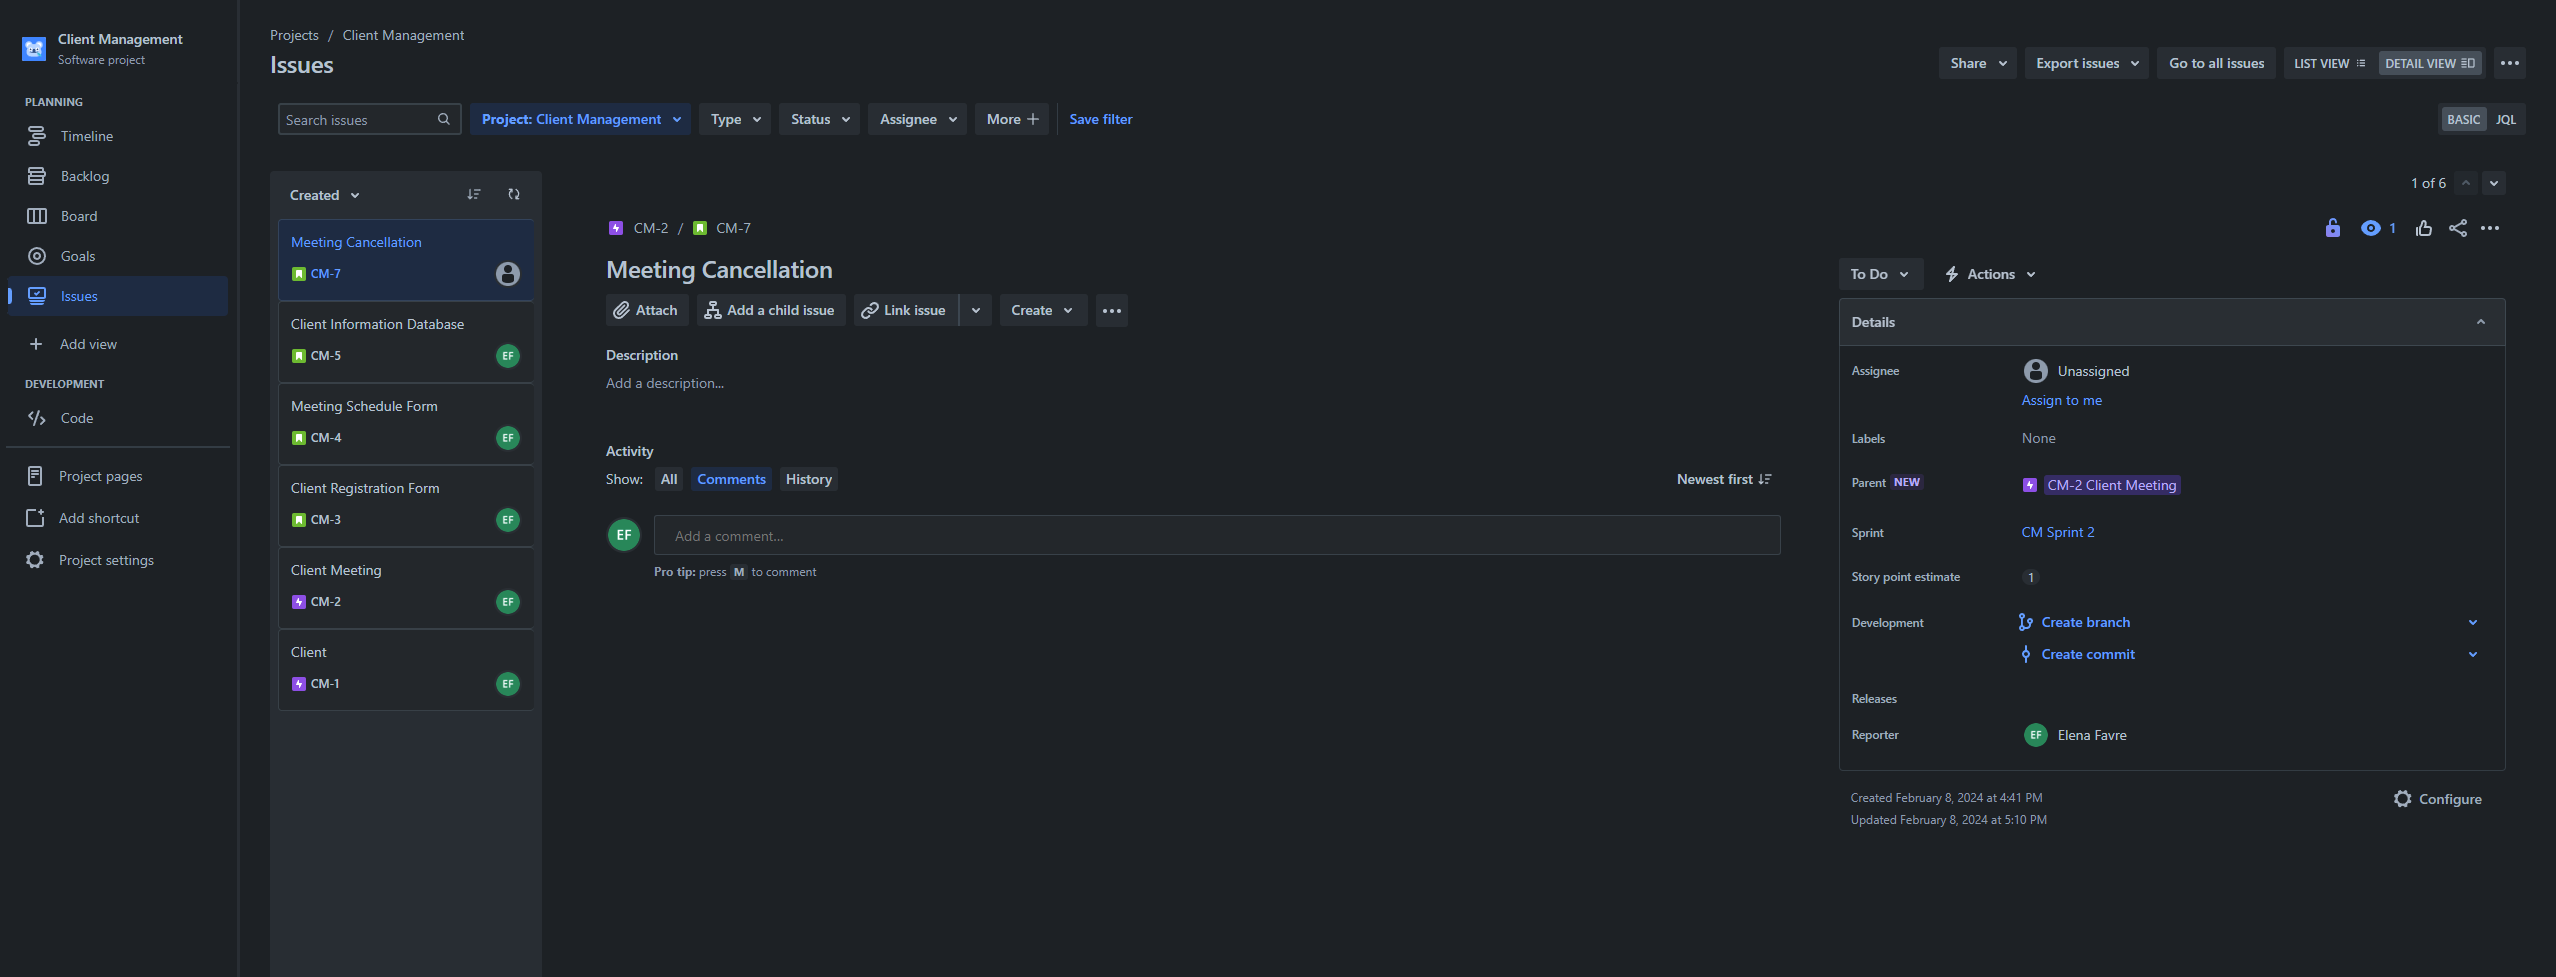 Client Management
Software project
PLANNING
Timeline
Backlog
Board
Goals
Issues
Add view
DEVELOPMENT
Code
Project pages
Add shortcut
Project settings
Projects / Client Management
Issues
Share
Export issues
Go to all issues
LIST VIEW
DETAIL VIEW
Search issues
Project: Client Management
Type
Status
Assignee
More
Save filter
BASIC
JQL
Created
Meeting Cancellation
CM-7
Client Information Database
CM-5
EF
Meeting Schedule Form
CM-4
EF
Client Registration Form
CM-3
EF
Client Meeting
CM-2
EF
Client
CM-1
EF
1 of 6
CM-2 / CM-7
1
Meeting Cancellation
Attach
Add a child issue
Link issue
Create
Description
Add a description...
Activity
Show:
All
Comments
History
Newest first
EF
Add a comment...
Pro tip: press M to comment
To Do
Actions
Details
Assignee
Unassigned
Assign to me
Labels
None
Parent NEW
CM-2 Client Meeting
Sprint
CM Sprint 2
Story point estimate
1
Development
Create branch
Create commit
Releases
Reporter
EF
Elena Favre
Created February 8, 2024 at 4:41 PM
Updated February 8, 2024 at 5:10 PM
Configure